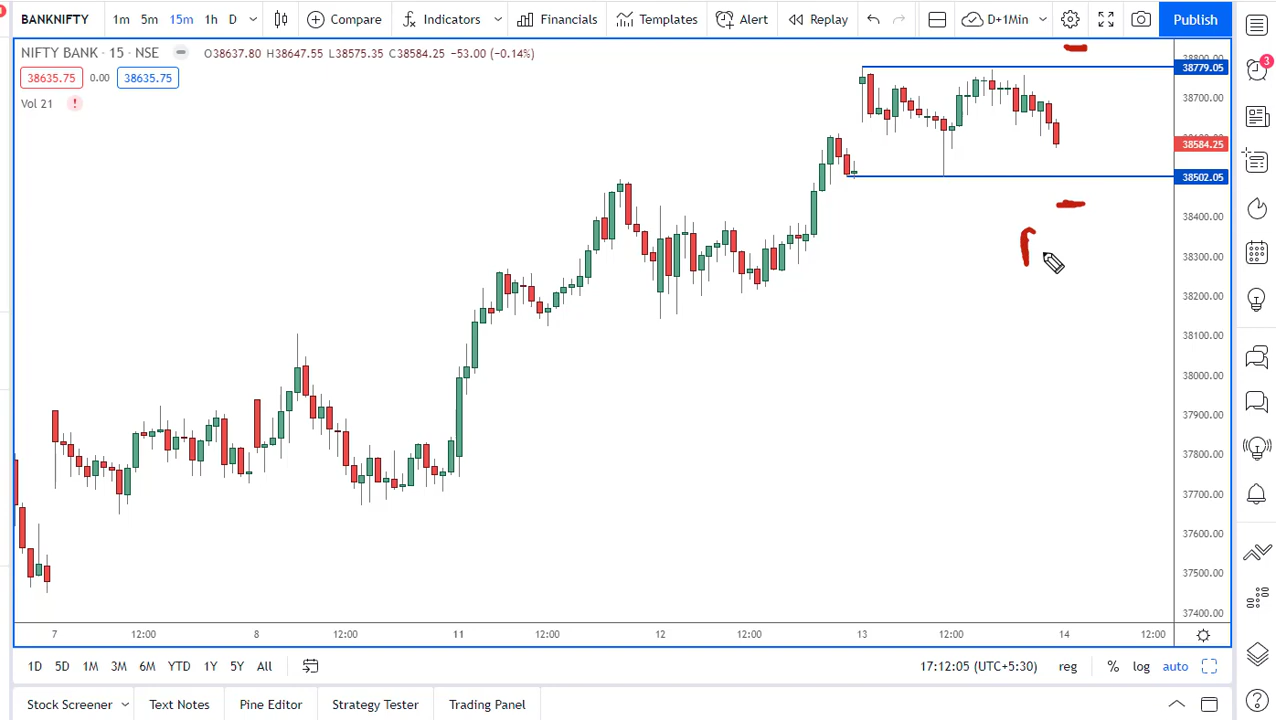 BANKNIFTY 1m 5m 15m 1h D Compare Indicators Financials Templates Alert Replay D+1Min Publish
NIFTY BANK · 15 · NSE O38637.80 H38647.55 L38575.35 C38584.25 −53.00 (−0.14%)
38635.75 0.00 38635.75
Vol 21 !
3
38779.05
38700.00
38584.25
38502.05
38400.00
38300.00
38200.00
38100.00
38000.00
37900.00
37800.00
37700.00
37600.00
37500.00
37400.00
7 12:00 8 12:00 11 12:00 12 12:00 13 12:00 14 12:00
1D 5D 1M 3M 6M YTD 1Y 5Y All 17:12:05 (UTC+5:30) reg % log auto
Stock Screener Text Notes Pine Editor Strategy Tester Trading Panel